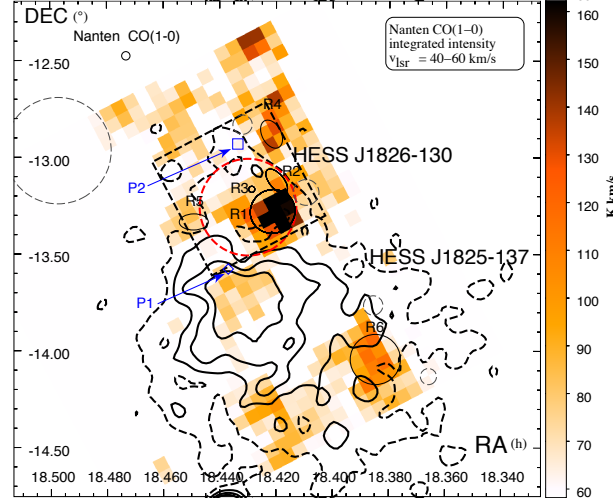 DEC (°)
Nanten CO(1-0)
Nanten CO(1−0)
integrated intensity
vlsr = 40−60 km/s
-12.50
-13.00
-13.50
-14.00
-14.50
R4
HESS J1826-130
P2
R3
R2
R5
R1
HESS J1825-137
P1
R6
RA (h)
18.500
18.480
18.460
18.440
18.420
18.400
18.380
18.360
18.340
160
150
140
130
120
110
100
90
80
70
60
K km/s